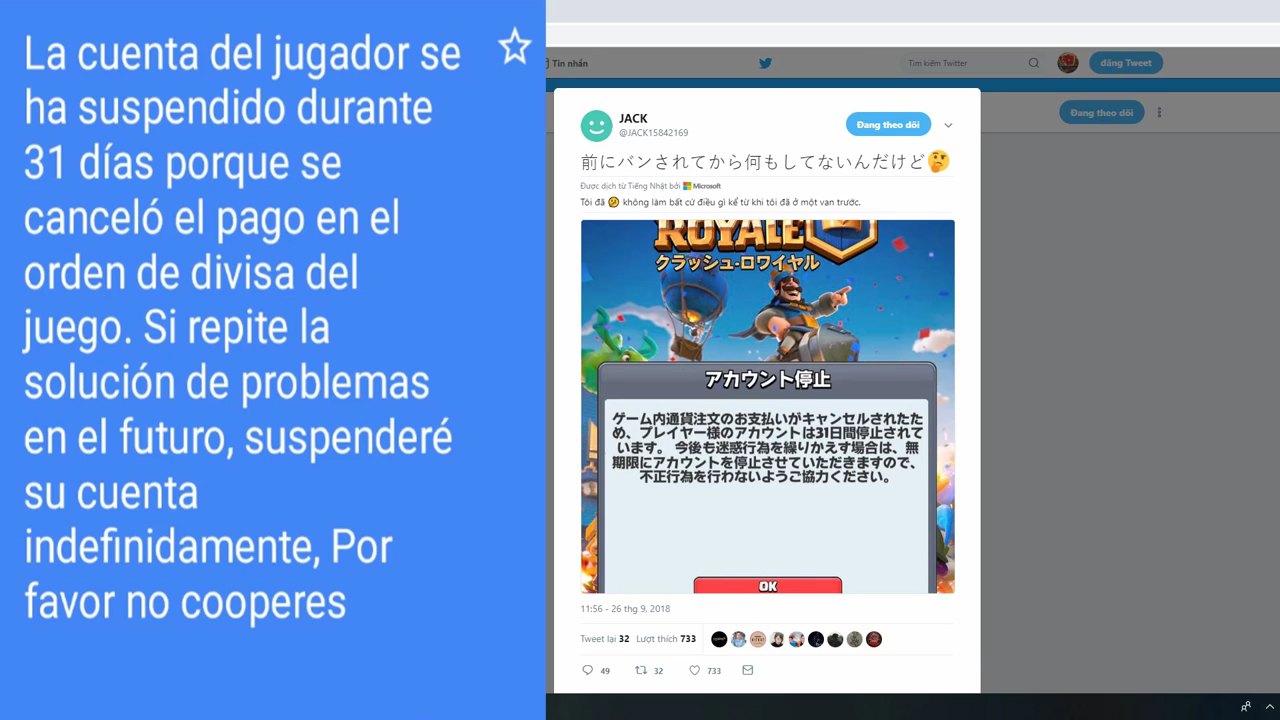 La cuenta del jugador se
ha suspendido durante
31 días porque se
canceló el pago en el
orden de divisa del
juego. Si repite la
solución de problemas
en el futuro, suspenderé
su cuenta
indefinidamente, Por
favor no cooperes
Tin nhắn
Tìm kiếm Twitter
đăng Tweet
Đang theo dõi
JACK
@JACK15842169
Đang theo dõi
前にバンされてから何もしてないんだけど🤔
Được dịch từ Tiếng Nhật bởi Microsoft
Tôi đã 🤔 không làm bất cứ điều gì kể từ khi tôi đã ở một vạn trước.
ROYALE
クラッシュ・ロワイヤル
アカウント停止
ゲーム内通貨注文のお支払いがキャンセルされたた
め、プレイヤー様のアカウントは31日間停止されて
います。 今後も迷惑行為を繰りかえす場合は、無
期限にアカウントを停止させていただきますので、
不正行為を行わないようご協力ください。
OK
11:56 - 26 thg 9, 2018
Tweet lại 32 Lượt thích 733
49 32 733